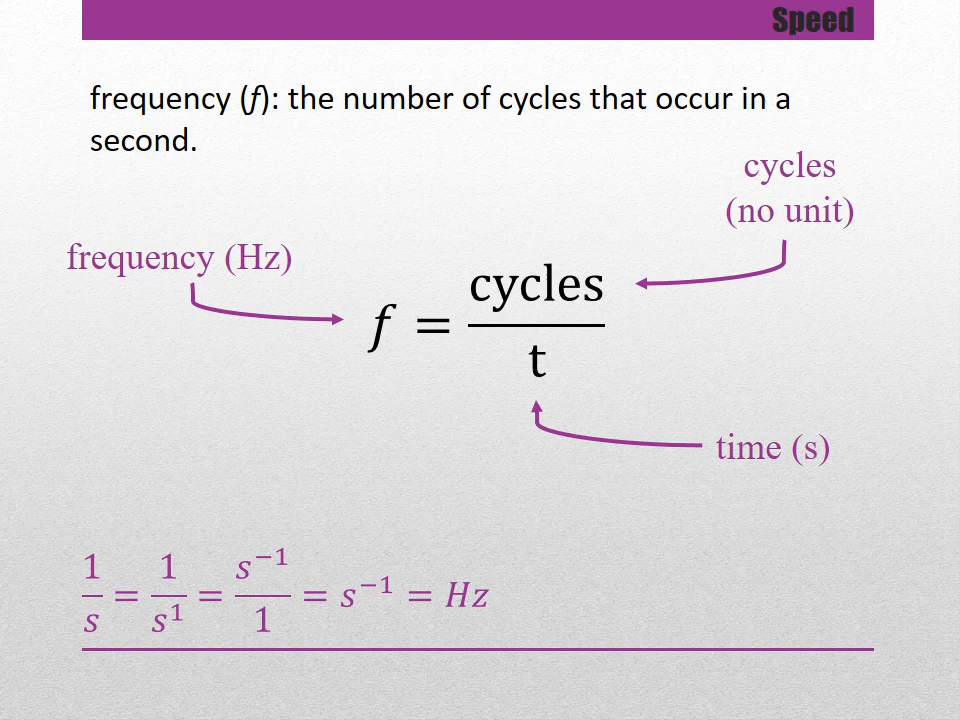 Speed
frequency (f): the number of cycles that occur in a
second.
cycles
(no unit)
frequency (Hz)
f = cycles/t
time (s)
1/s = 1/s¹ = s⁻¹/1 = s⁻¹ = Hz